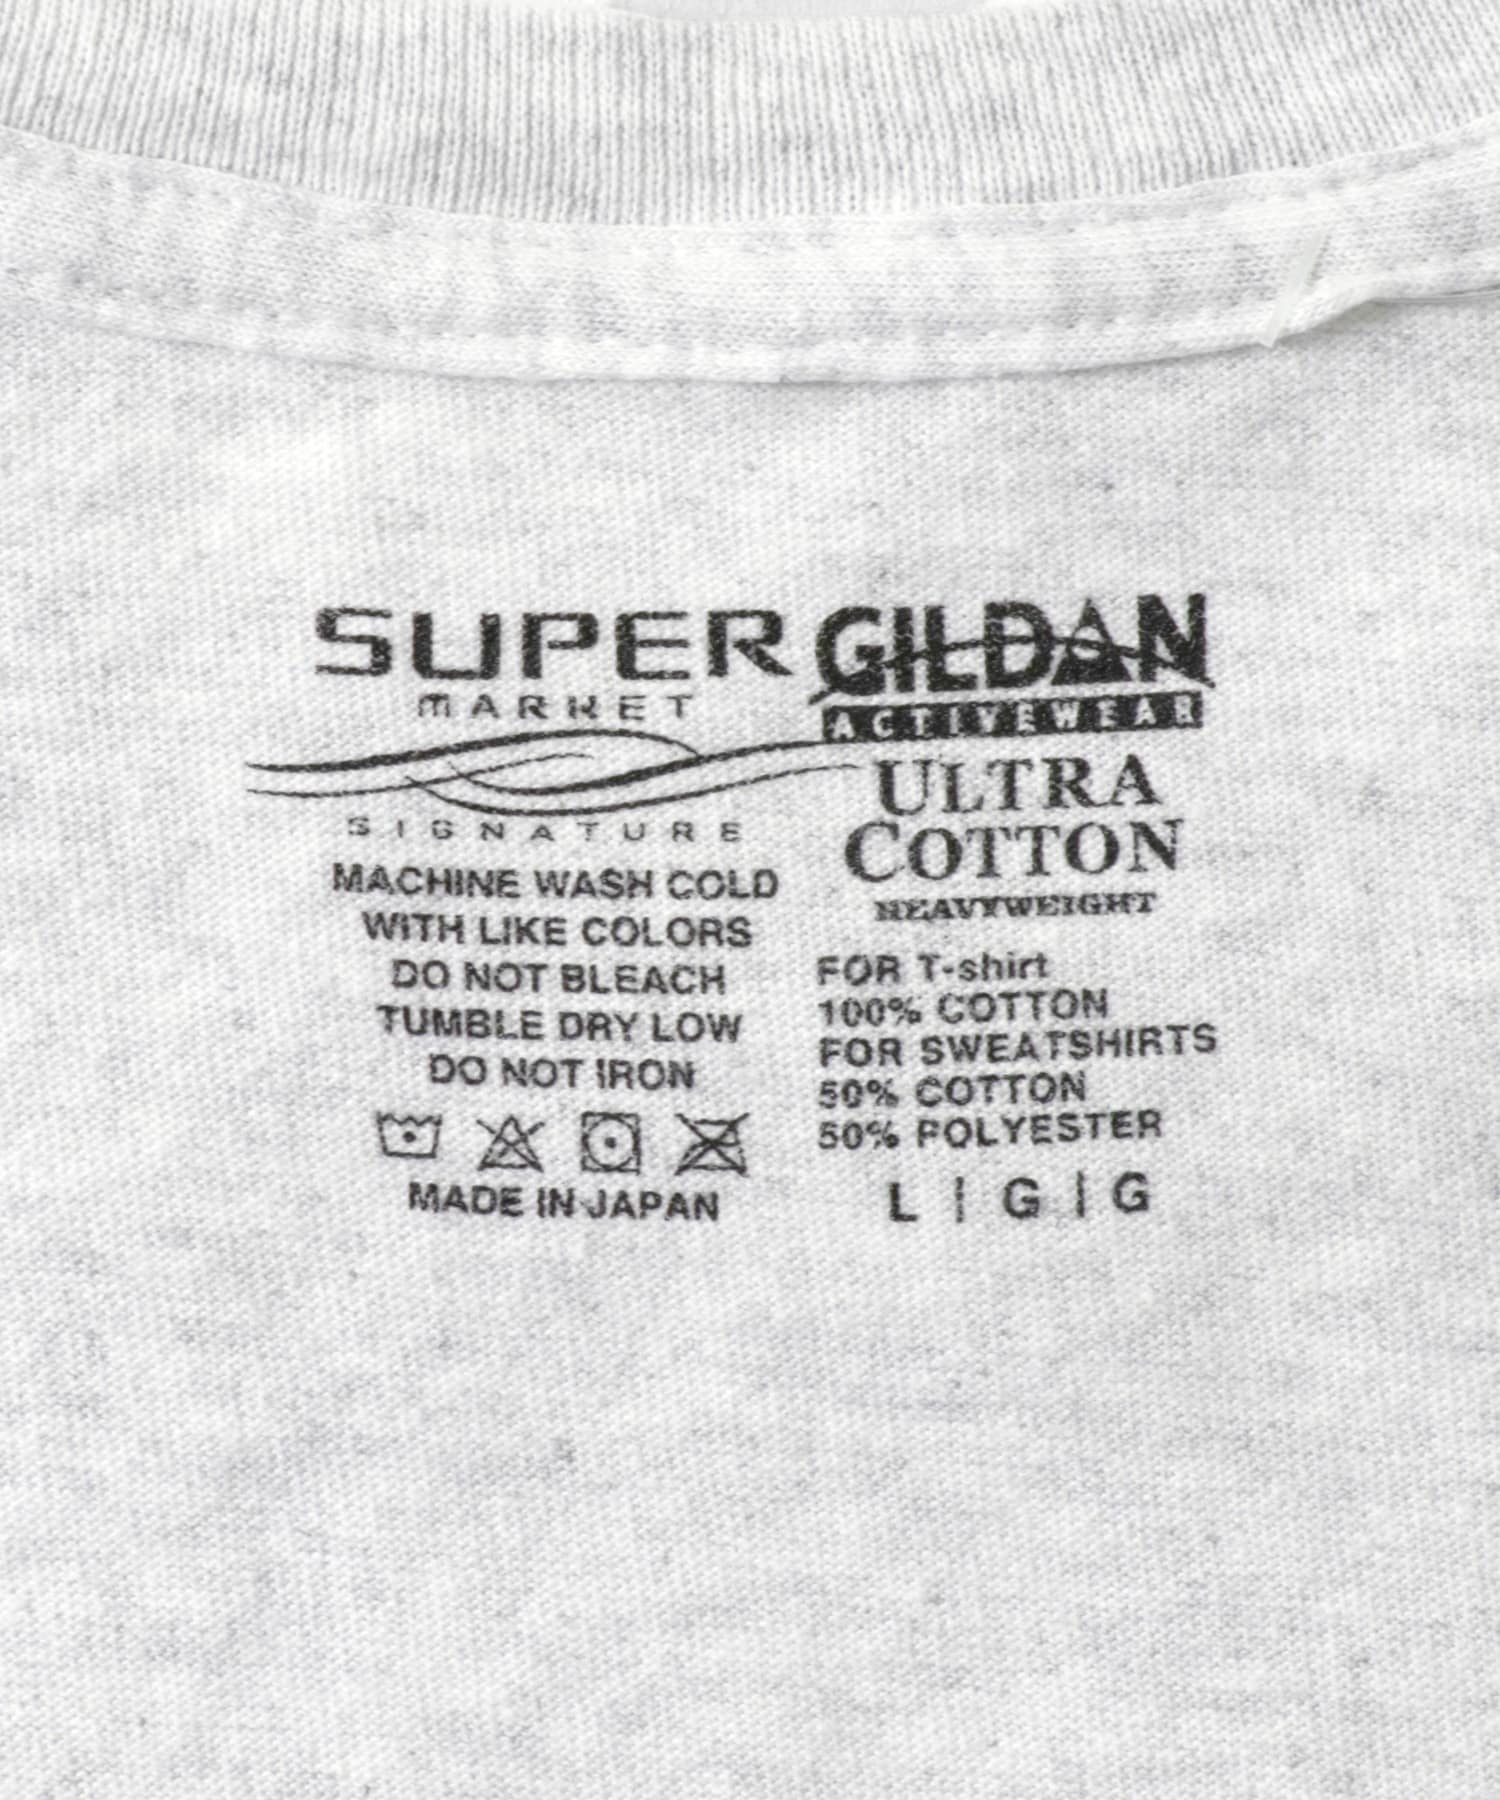 SUPER
MARKET
SIGNATURE
MACHINE WASH COLD
WITH LIKE COLORS
DO NOT BLEACH
TUMBLE DRY LOW
DO NOT IRON
MADE IN JAPAN
GILDAN
ACTIVEWEAR
ULTRA
COTTON
HEAVYWEIGHT
FOR T-shirt
100% COTTON
FOR SWEATSHIRTS
50% COTTON
50% POLYESTER
L | G | G